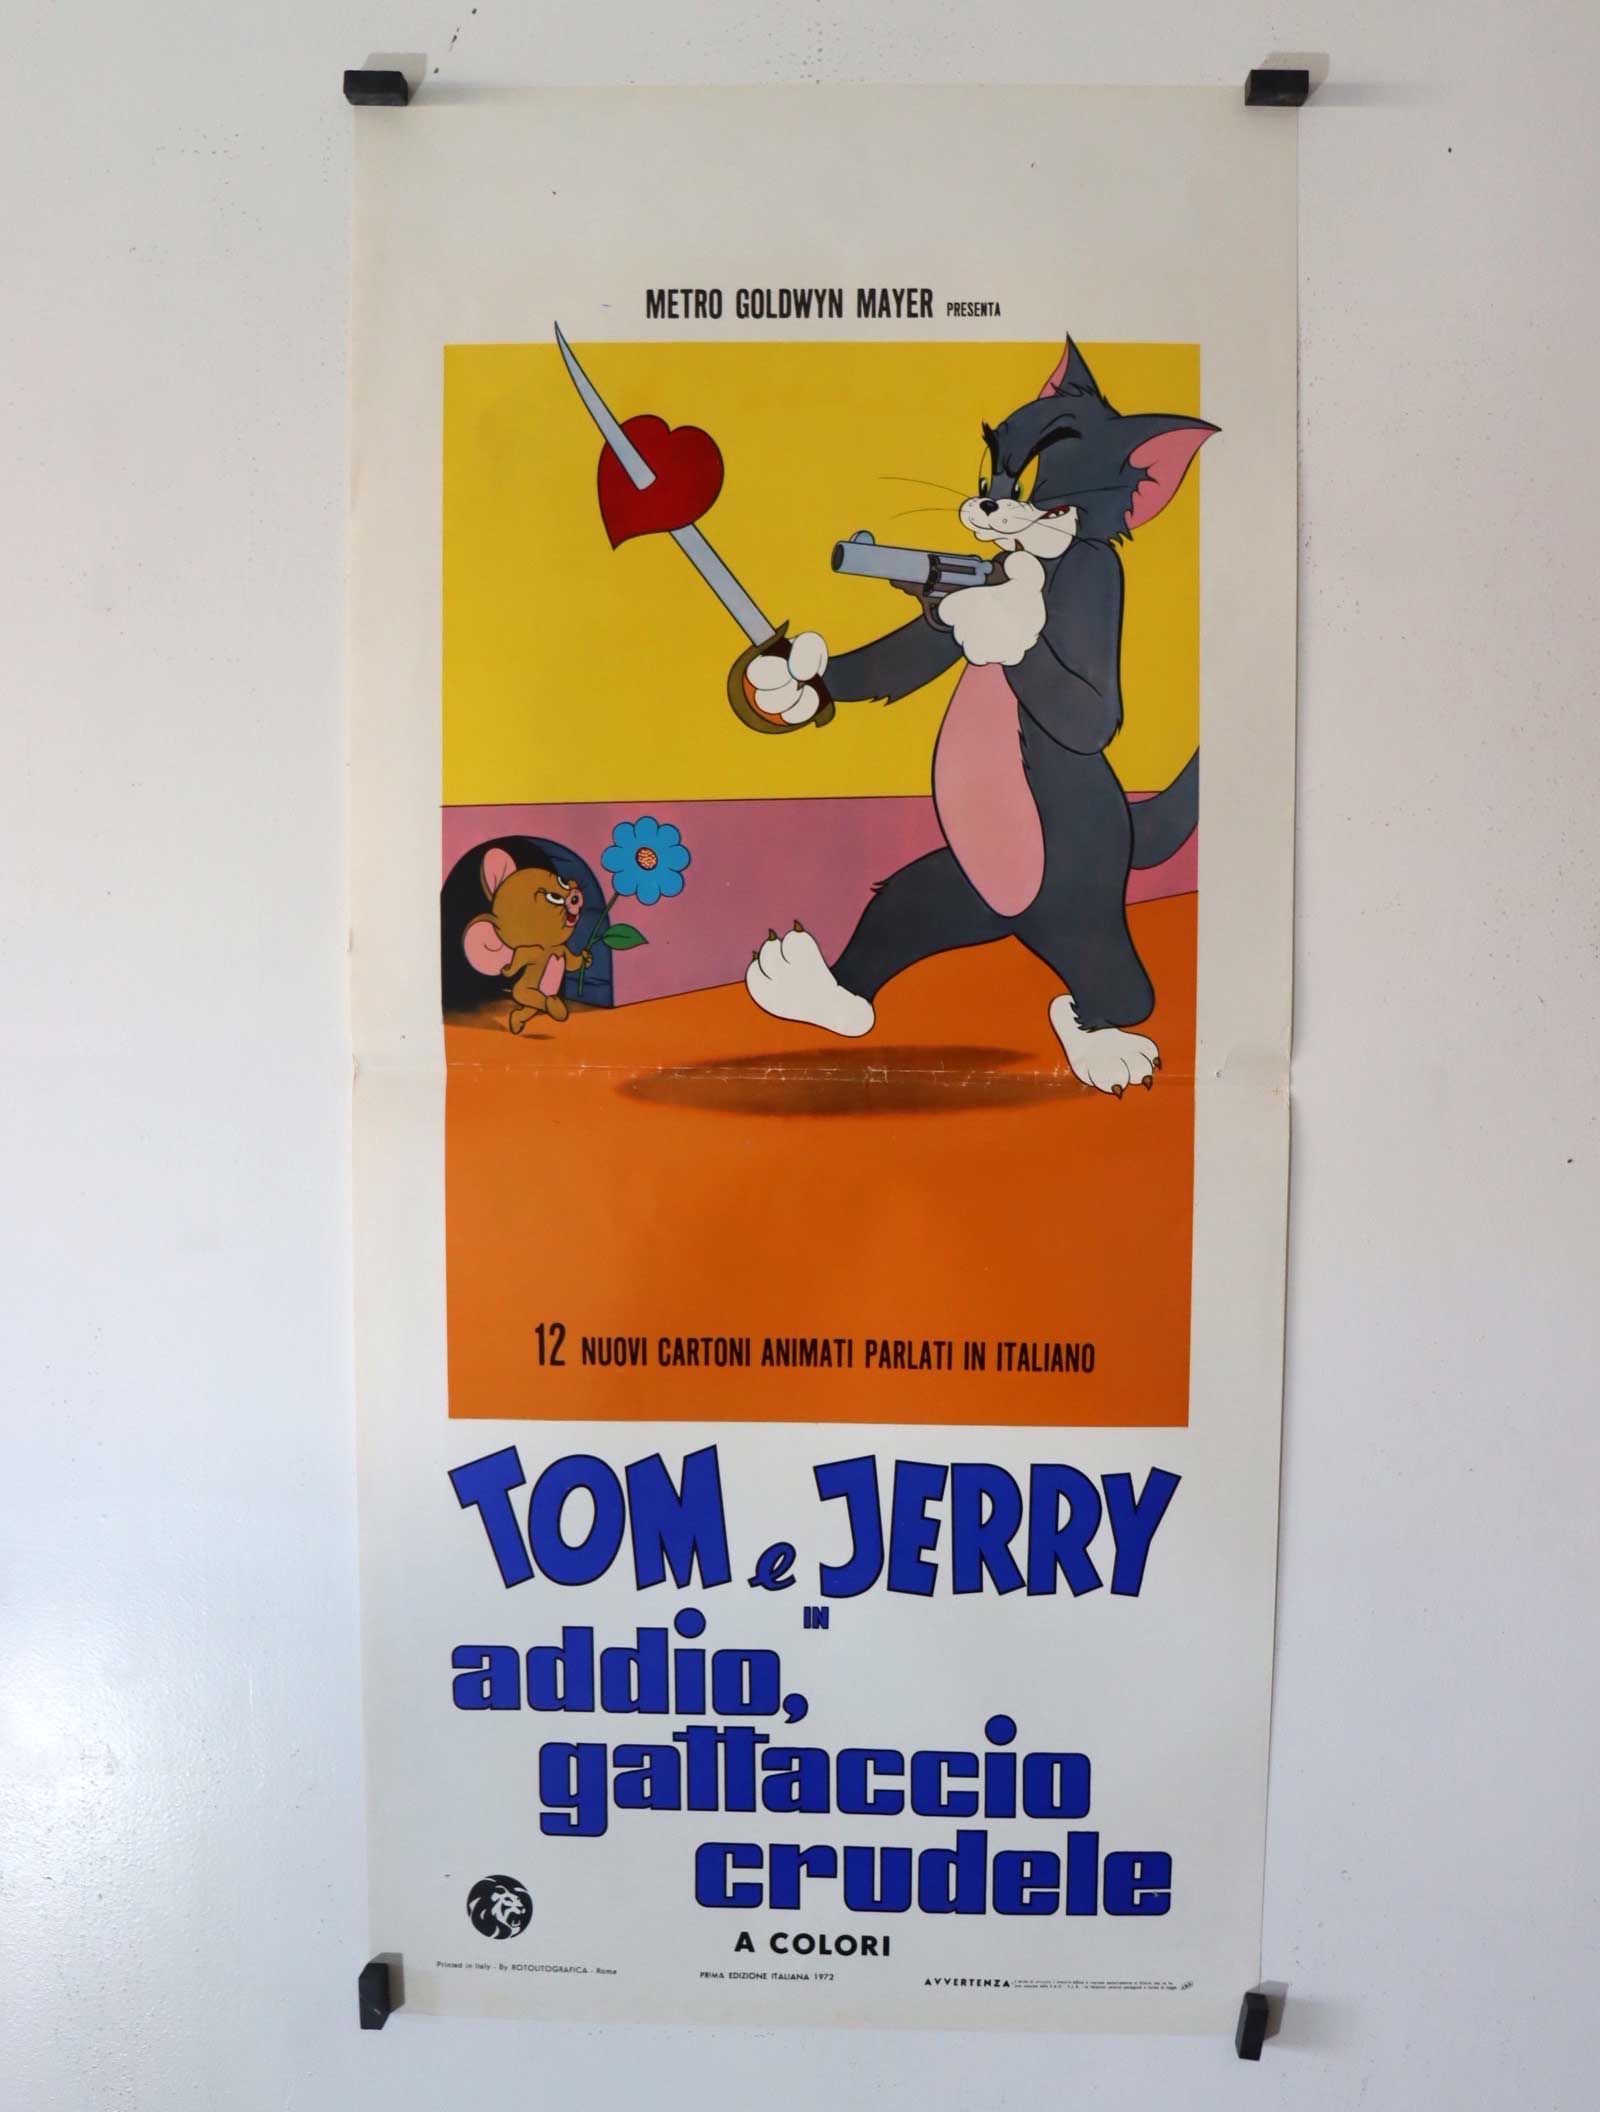 METRO GOLDWYN MAYER PRESENTA
12 NUOVI CARTONI ANIMATI PARLATI IN ITALIANO
TOM e JERRY
IN
addio,
gattaccio
crudele
A COLORI
Printed in Italy - By ROTOLITOGRAFICA - Rome
PRIMA EDIZIONE ITALIANA 1972
AVVERTENZA